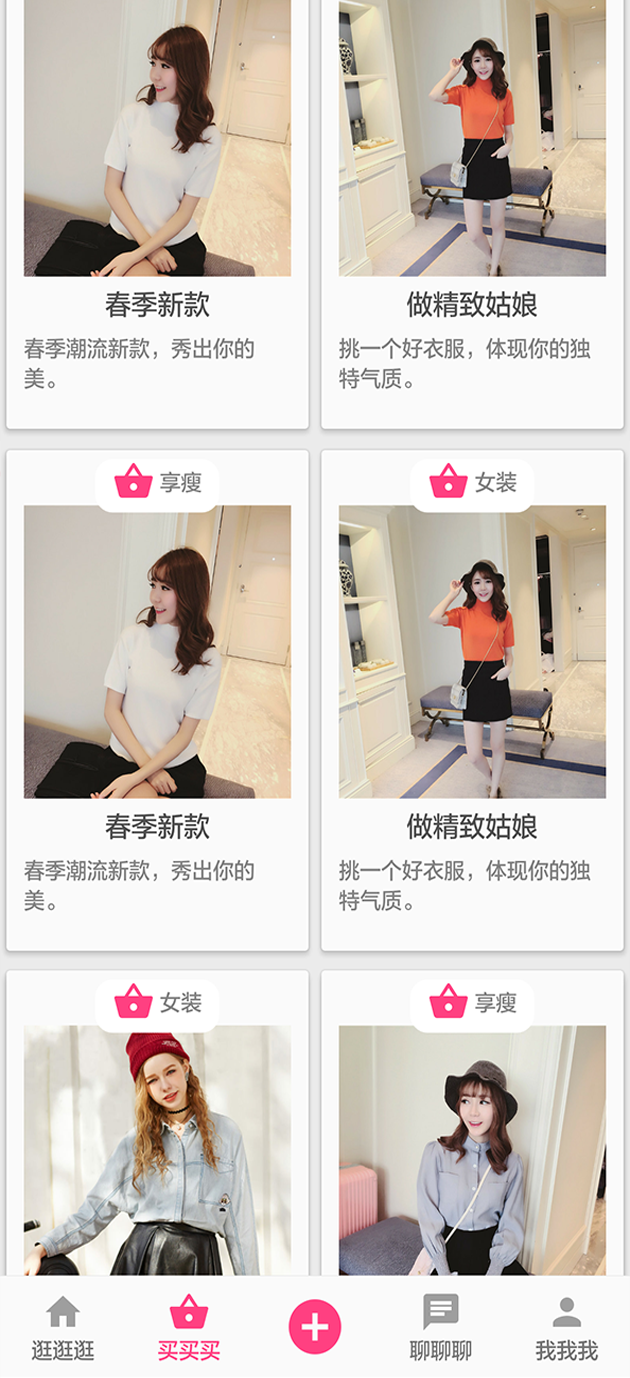 春季新款
做精致姑娘
春季潮流新款，秀出你的
美。
挑一个好衣服，体现你的独
特气质。
享瘦
女装
春季新款
做精致姑娘
春季潮流新款，秀出你的
美。
挑一个好衣服，体现你的独
特气质。
女装
享瘦
逛逛逛
买买买
聊聊聊
我我我